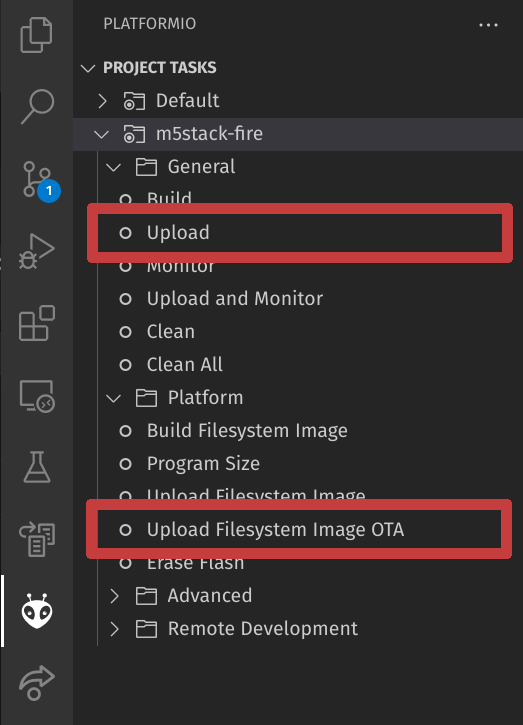 PLATFORMIO
PROJECT TASKS
Default
m5stack-fire
General
Build
Upload
Monitor
Upload and Monitor
Clean
Clean All
Platform
Build Filesystem Image
Program Size
Upload Filesystem Image
Upload Filesystem Image OTA
Erase Flash
Advanced
Remote Development
1